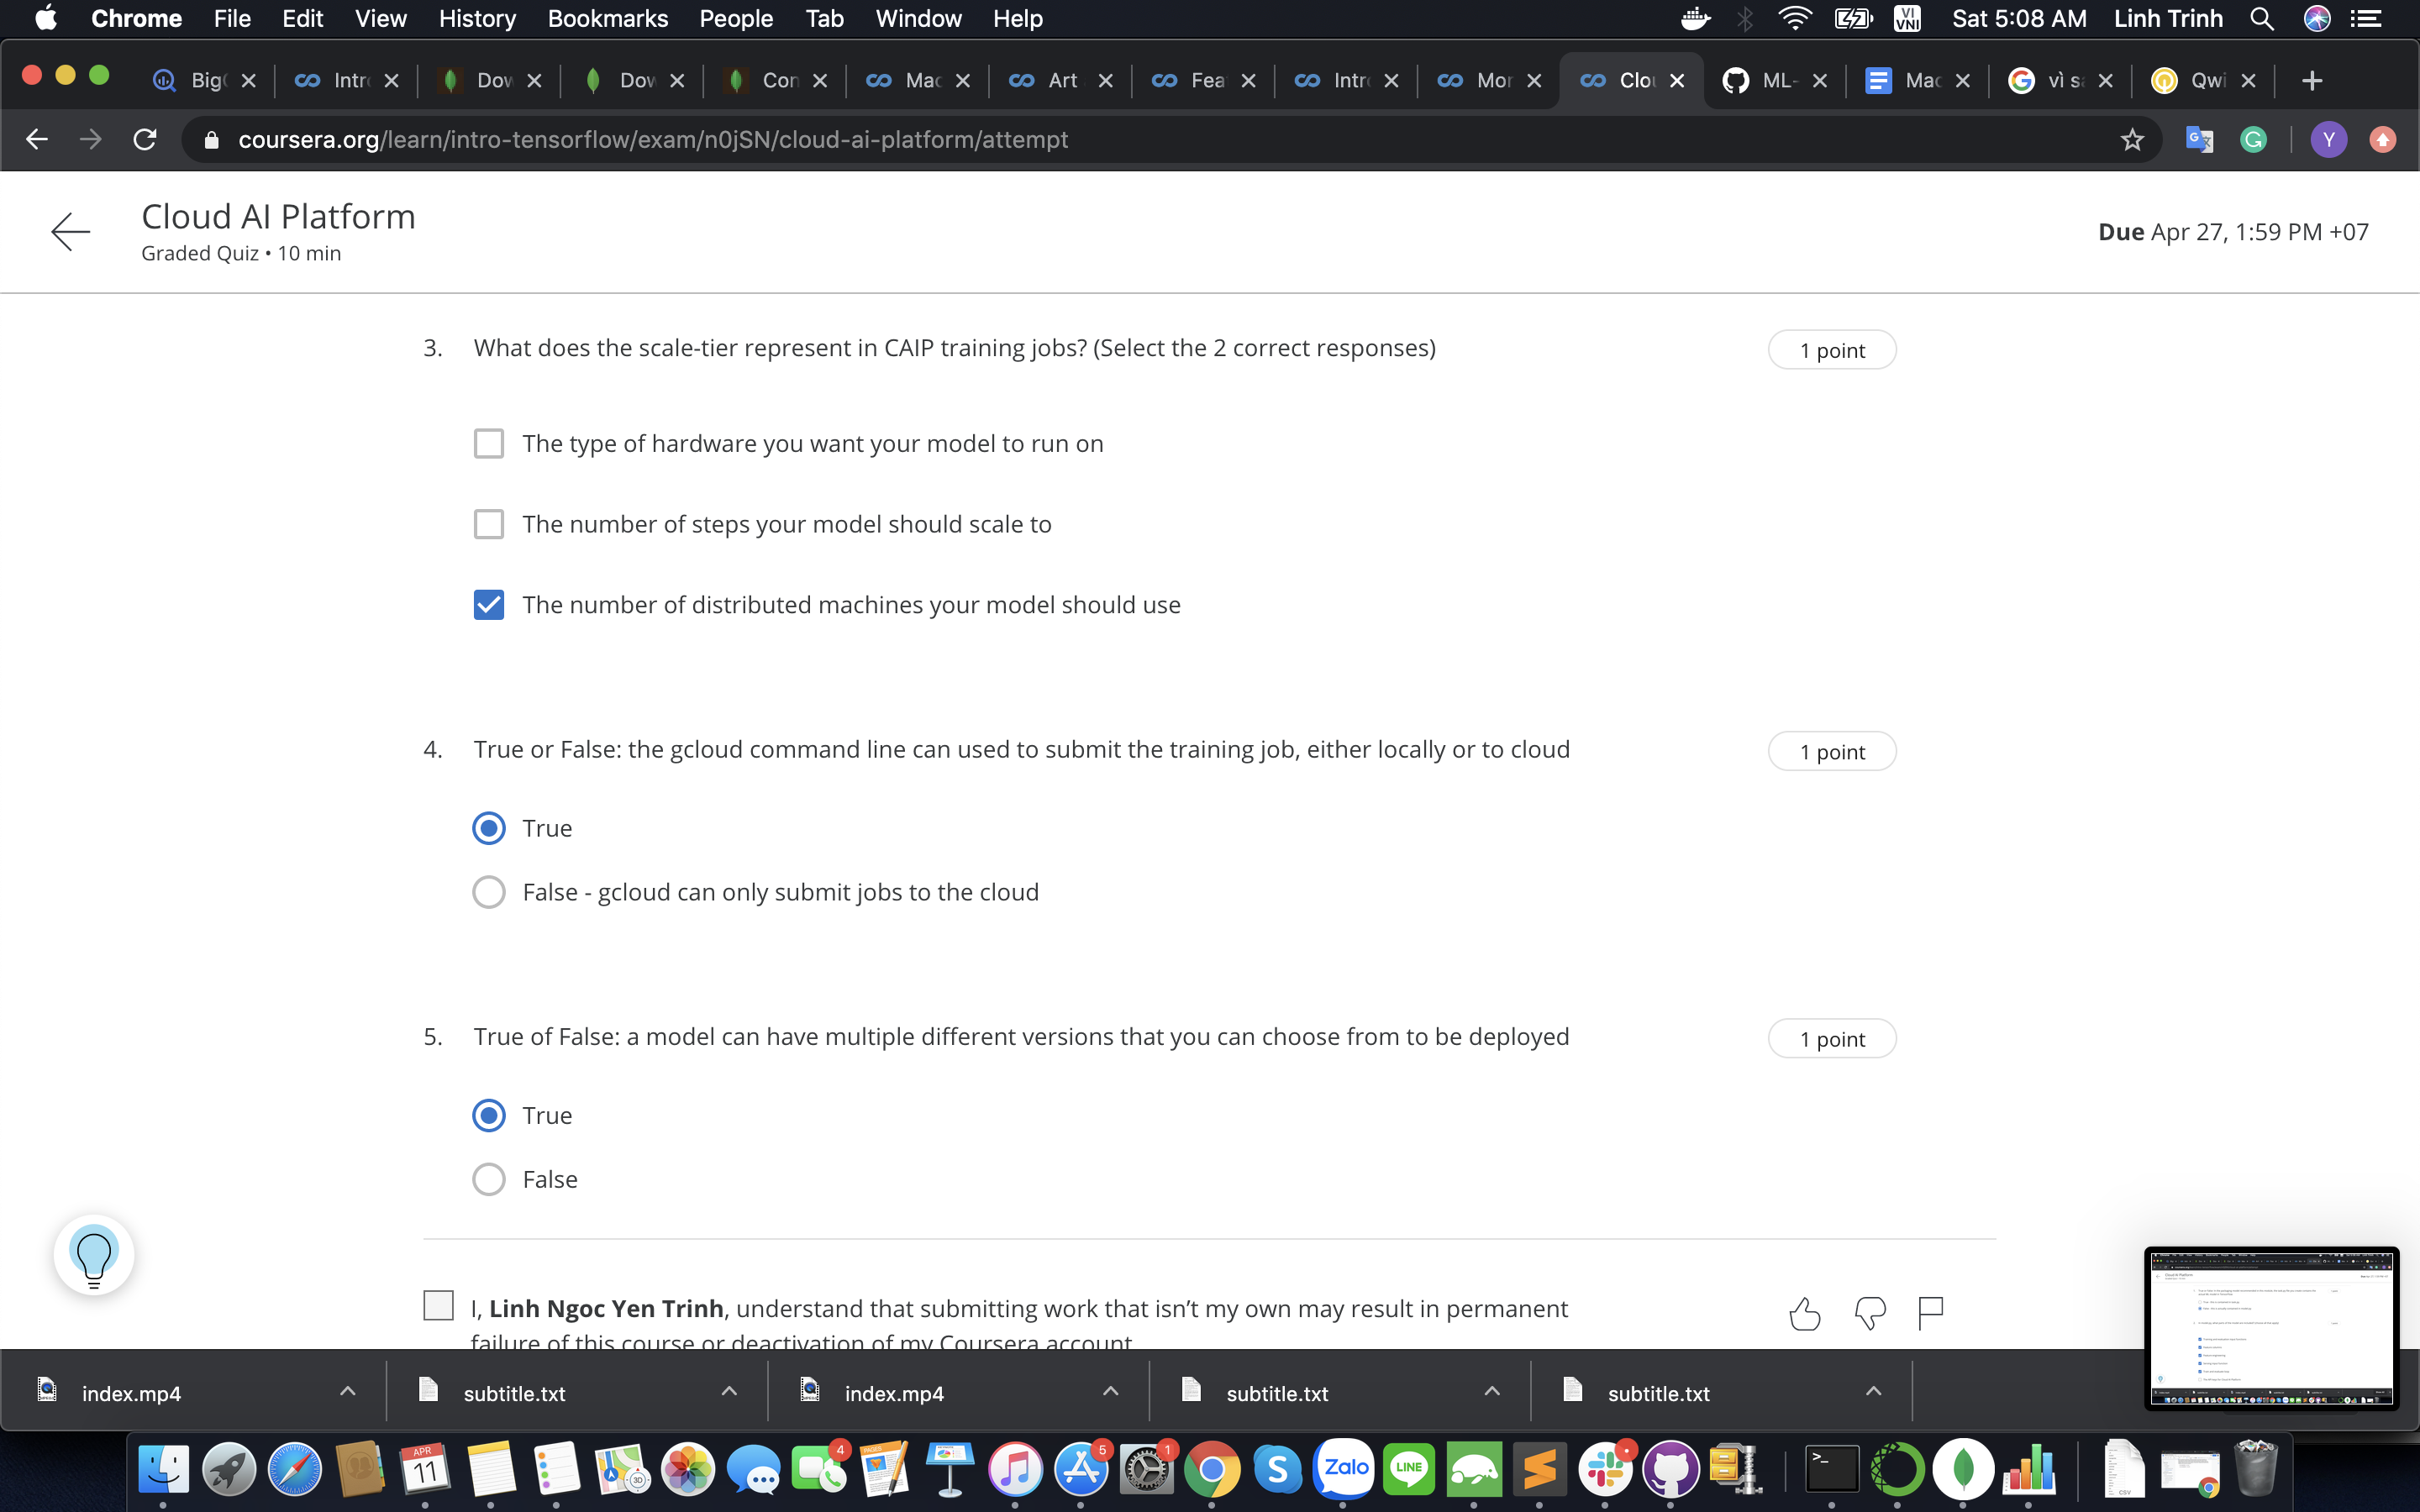 Chrome File Edit View History Bookmarks People Tab Window Help VI VNI Sat 5:08 AM Linh Trinh
Big Intr Dow Dow Con Mac Art Fea Intr Mor Clou ML- Mac vì s Qwi
coursera.org/learn/intro-tensorflow/exam/n0jSN/cloud-ai-platform/attempt Y
Cloud AI Platform
Graded Quiz • 10 min
Due Apr 27, 1:59 PM +07
3. What does the scale-tier represent in CAIP training jobs? (Select the 2 correct responses) 1 point
The type of hardware you want your model to run on
The number of steps your model should scale to
The number of distributed machines your model should use
4. True or False: the gcloud command line can used to submit the training job, either locally or to cloud 1 point
True
False - gcloud can only submit jobs to the cloud
5. True of False: a model can have multiple different versions that you can choose from to be deployed 1 point
True
False
I, Linh Ngoc Yen Trinh, understand that submitting work that isn't my own may result in permanent
failure of this course or deactivation of my Coursera account.
index.mp4 subtitle.txt index.mp4 subtitle.txt subtitle.txt
APR 11 3D 4 PAGES 5 1 S Zalo LINE >_ CSV